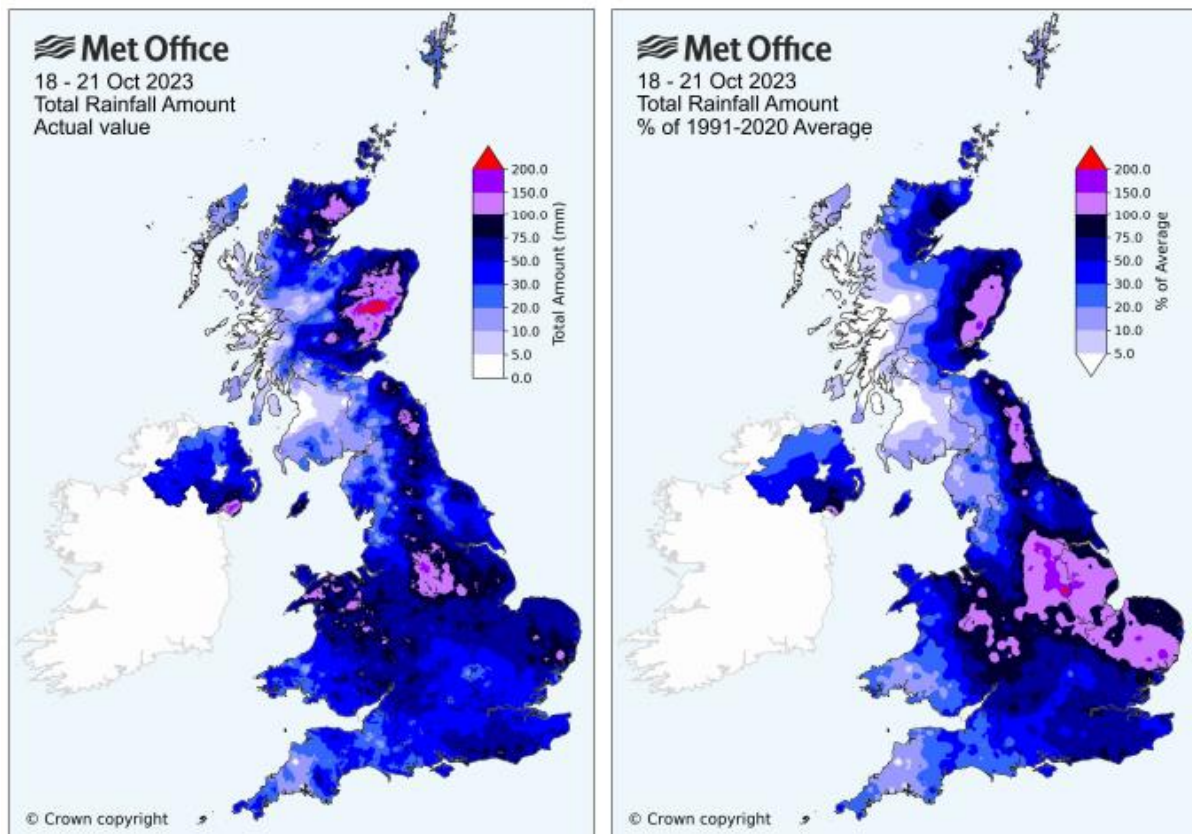 Met Office
18 - 21 Oct 2023
Total Rainfall Amount
Actual value
200.0
150.0
100.0
75.0
50.0
30.0
20.0
10.0
5.0
0.0
Total Amount (mm)
© Crown copyright
Met Office
18 - 21 Oct 2023
Total Rainfall Amount
% of 1991-2020 Average
200.0
150.0
100.0
75.0
50.0
30.0
20.0
10.0
5.0
% of Average
© Crown copyright